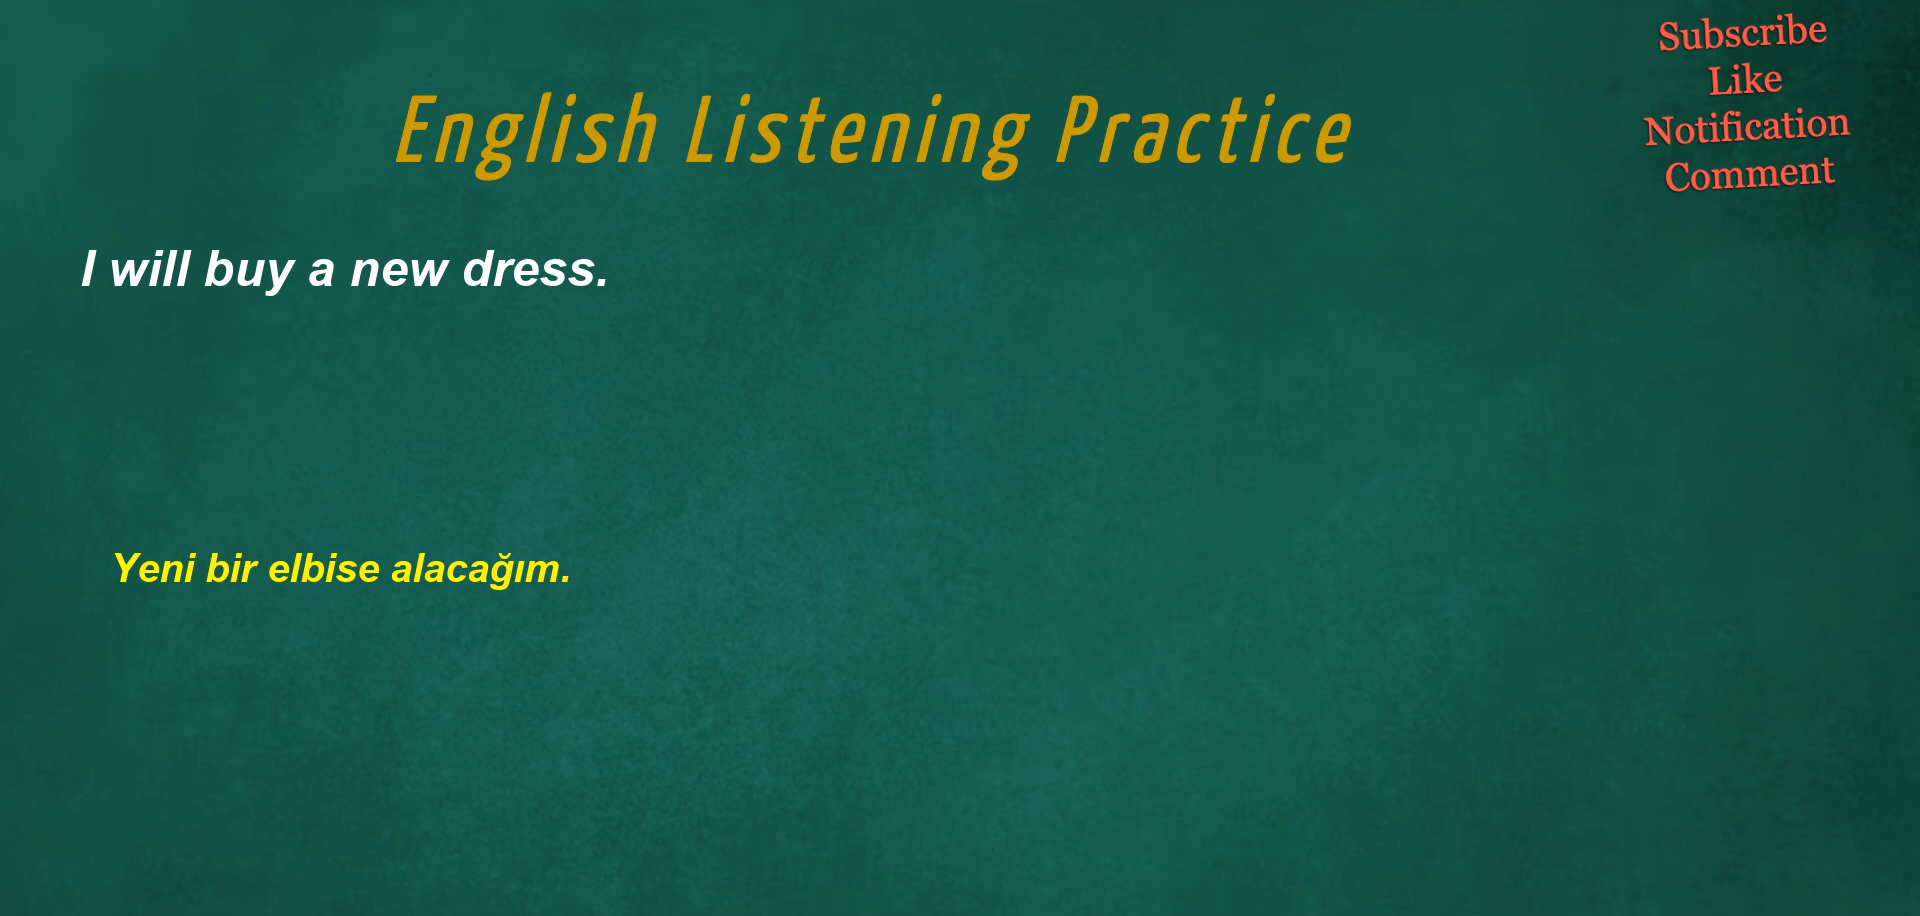 English Listening Practice
Subscribe
Like
Notification
Comment
I will buy a new dress.
Yeni bir elbise alacağım.